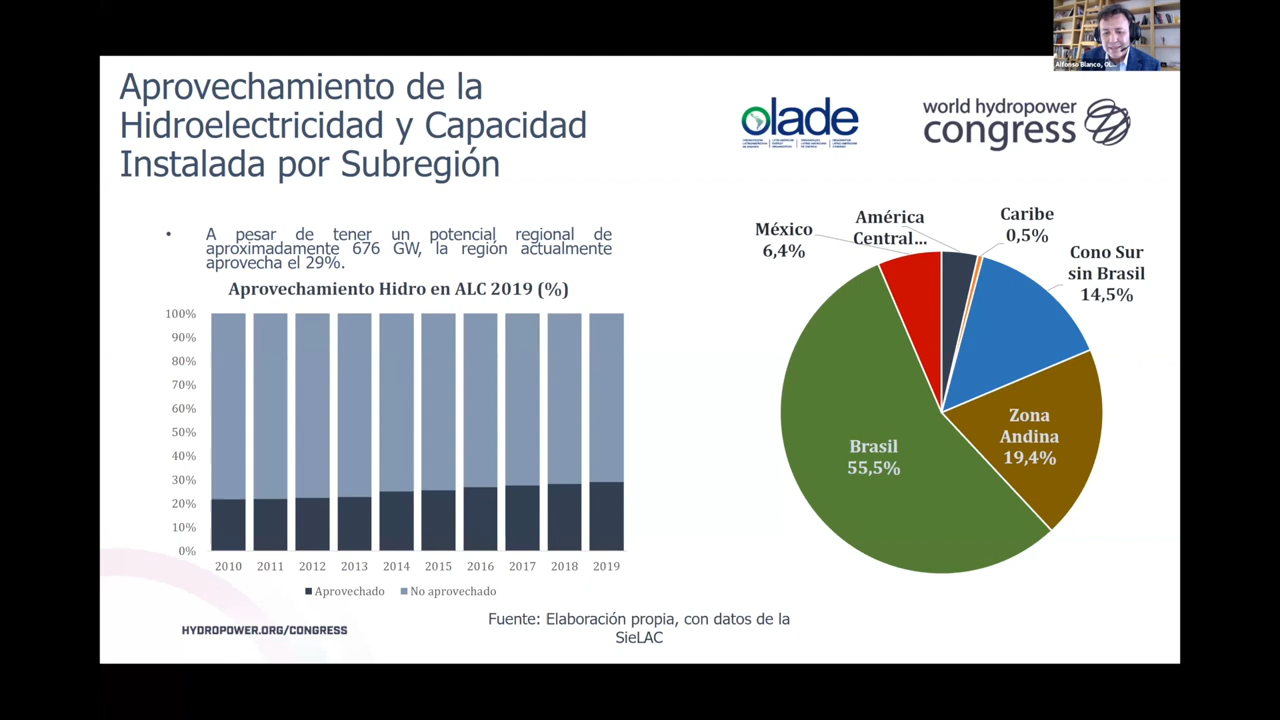 Alfonso Blanco, OL...
Aprovechamiento de la
Hidroelectricidad y Capacidad
Instalada por Subregión
olade
world hydropower
congress
• A pesar de tener un potencial regional de
aproximadamente 676 GW, la región actualmente
aprovecha el 29%.
Aprovechamiento Hidro en ALC 2019 (%)
100%
90%
80%
70%
60%
50%
40%
30%
20%
10%
0%
2010 2011 2012 2013 2014 2015 2016 2017 2018 2019
Aprovechado No aprovechado
México
6,4%
América
Central...
Caribe
0,5%
Cono Sur
sin Brasil
14,5%
Zona
Andina
19,4%
Brasil
55,5%
Fuente: Elaboración propia, con datos de la
SieLAC
HYDROPOWER.ORG/CONGRESS